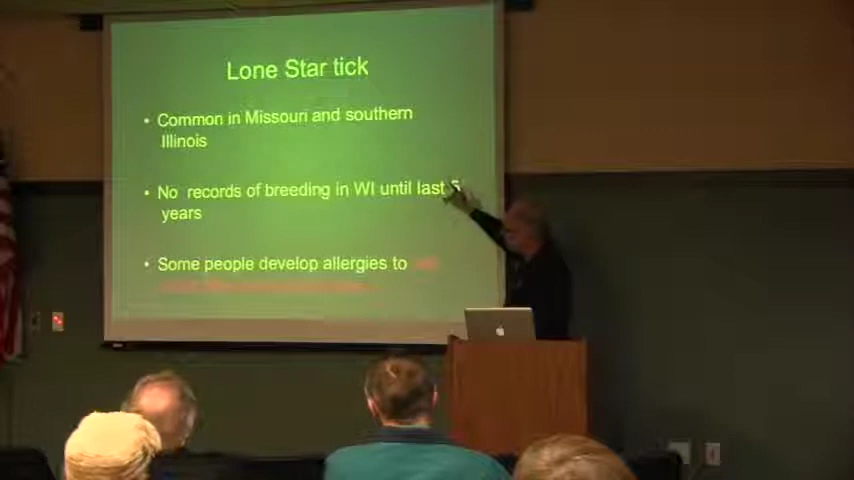 Lone Star tick
• Common in Missouri and southern
Illinois
• No records of breeding in WI until last 5
years
• Some people develop allergies to